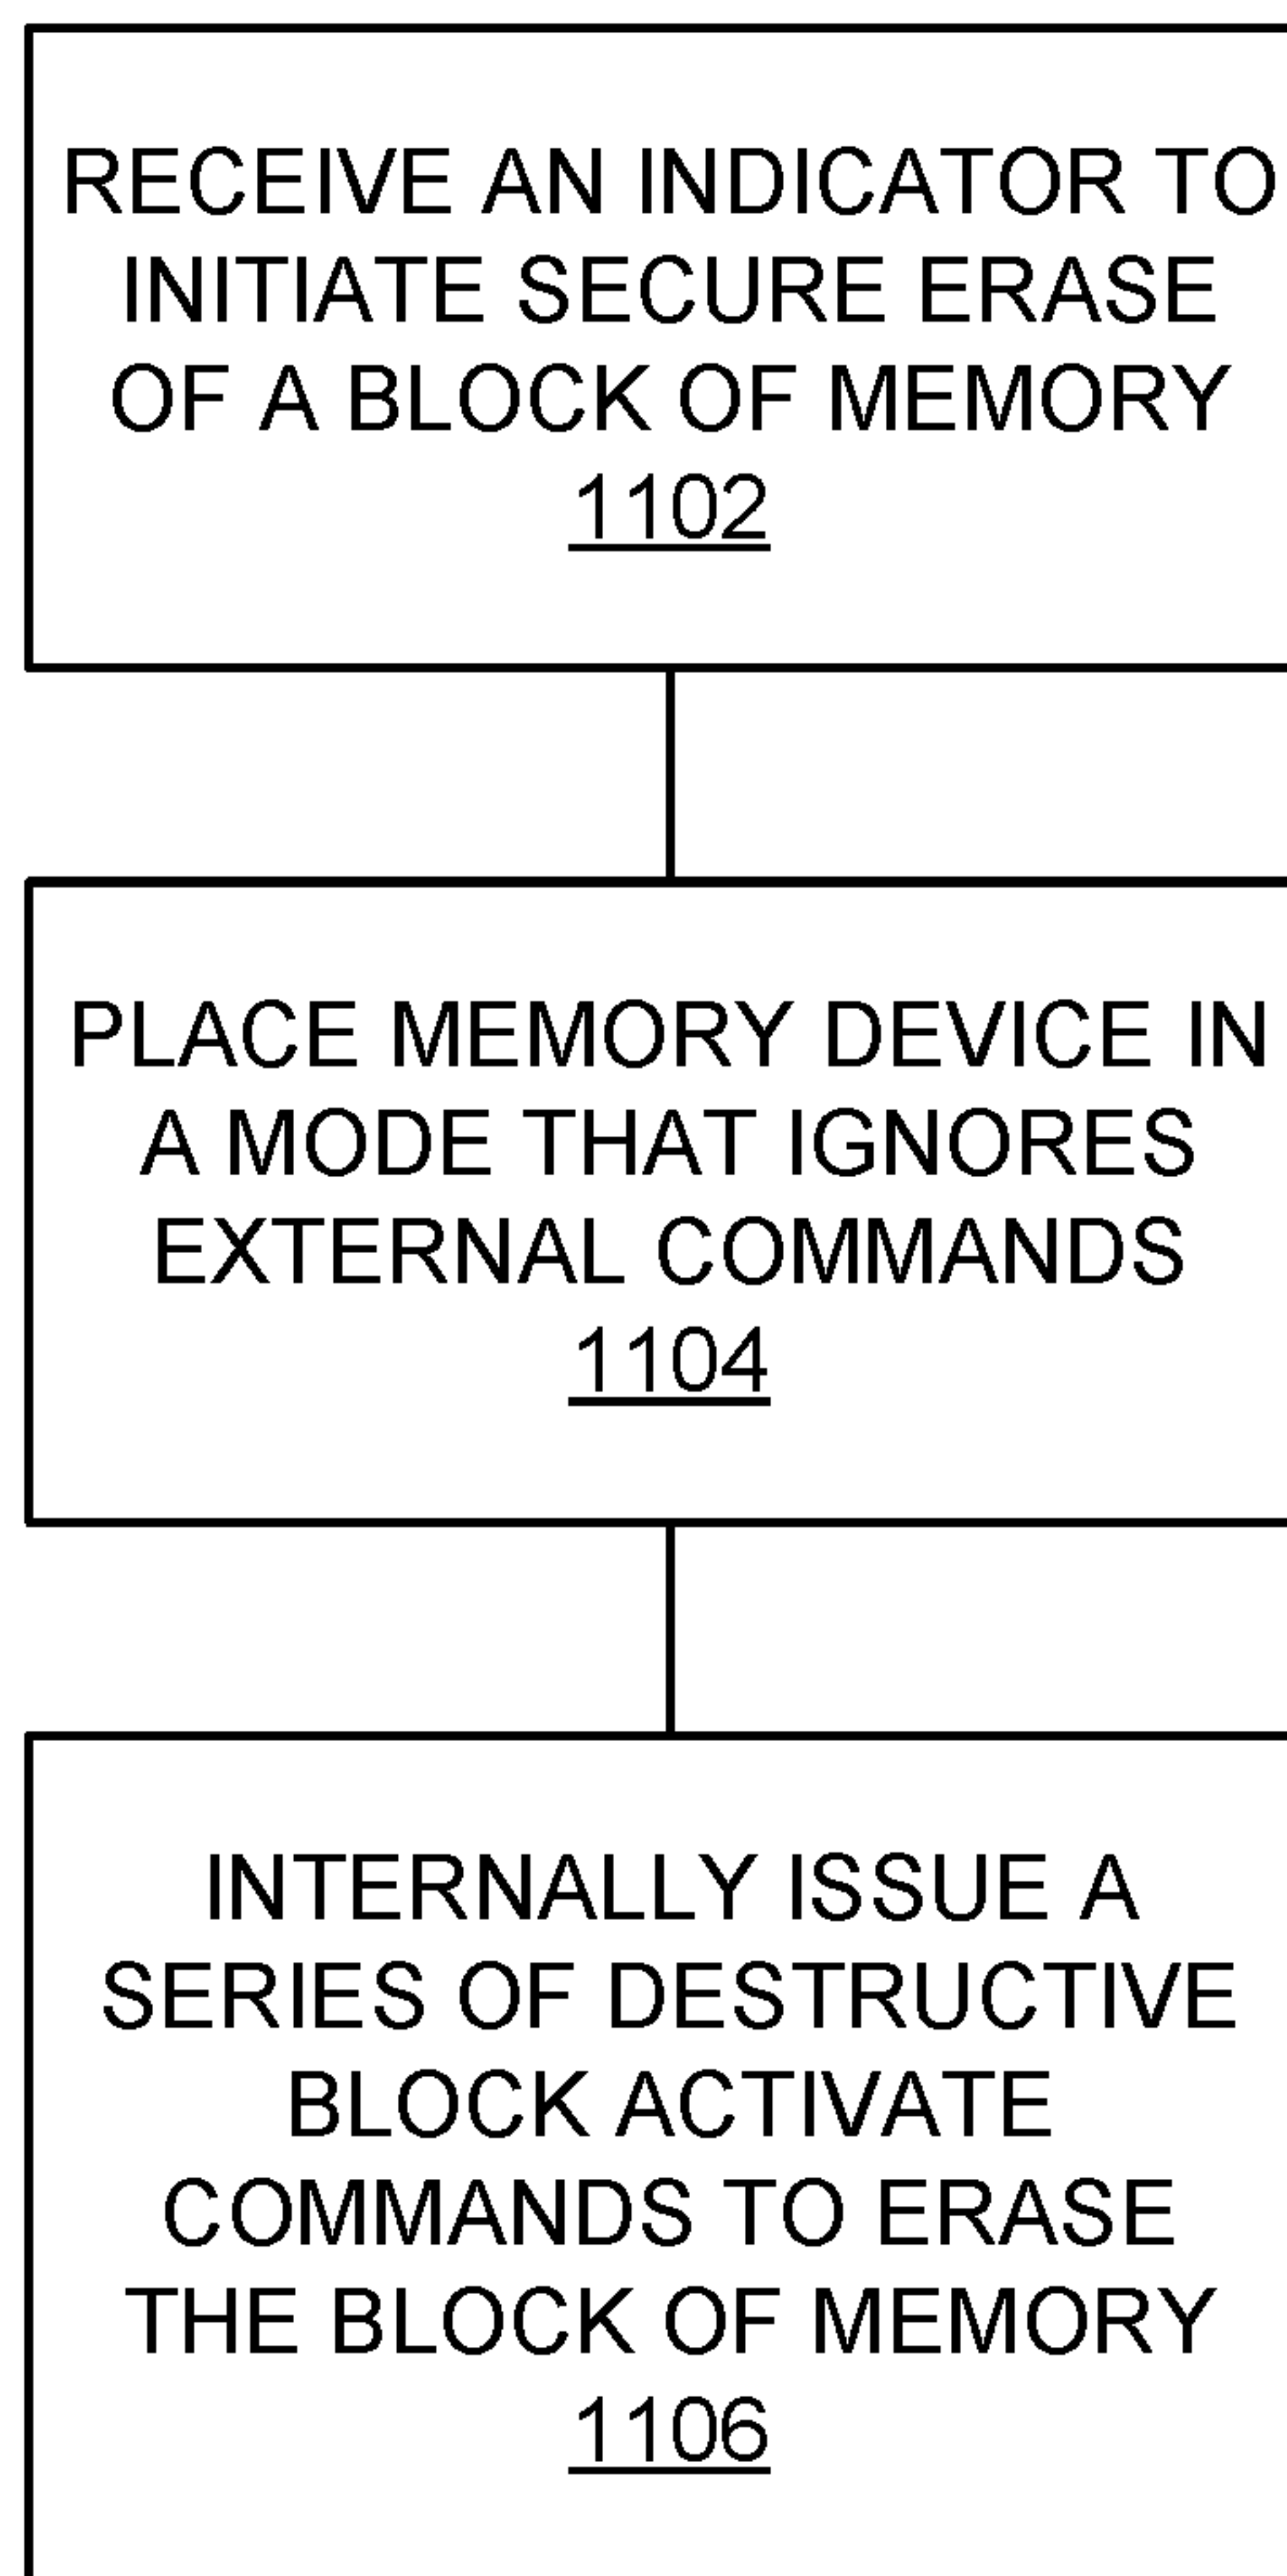 RECEIVE AN INDICATOR TO
INITIATE SECURE ERASE
OF A BLOCK OF MEMORY
1102
PLACE MEMORY DEVICE IN
A MODE THAT IGNORES
EXTERNAL COMMANDS
1104
INTERNALLY ISSUE A
SERIES OF DESTRUCTIVE
BLOCK ACTIVATE
COMMANDS TO ERASE
THE BLOCK OF MEMORY
1106